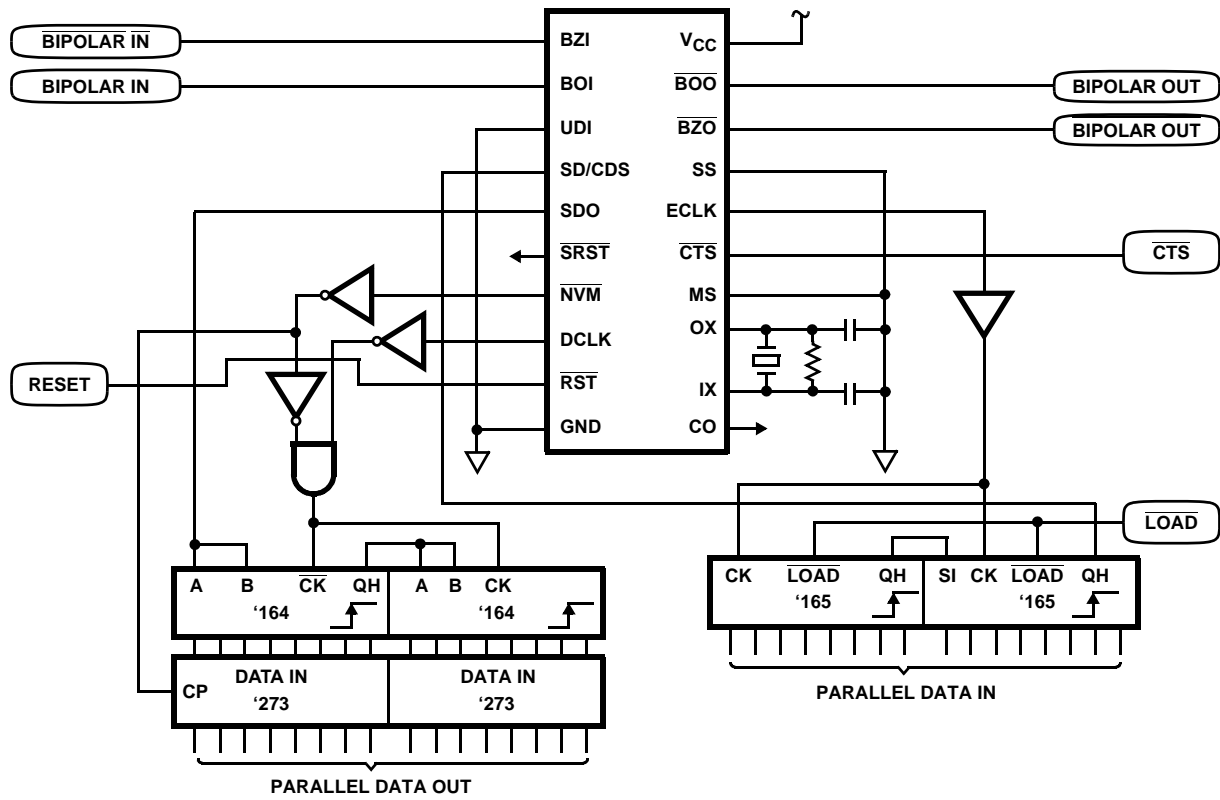 BIPOLAR IN
BIPOLAR IN
RESET
BZI
BOI
UDI
SD/CDS
SDO
SRST
NVM
DCLK
RST
GND
VCC
BOO
BZO
SS
ECLK
CTS
MS
OX
IX
CO
BIPOLAR OUT
BIPOLAR OUT
CTS
LOAD
A B CK QH A B CK
‘164 ‘164
DATA IN DATA IN
CP
‘273 ‘273
PARALLEL DATA OUT
CK LOAD QH SI CK LOAD QH
‘165 ‘165
PARALLEL DATA IN